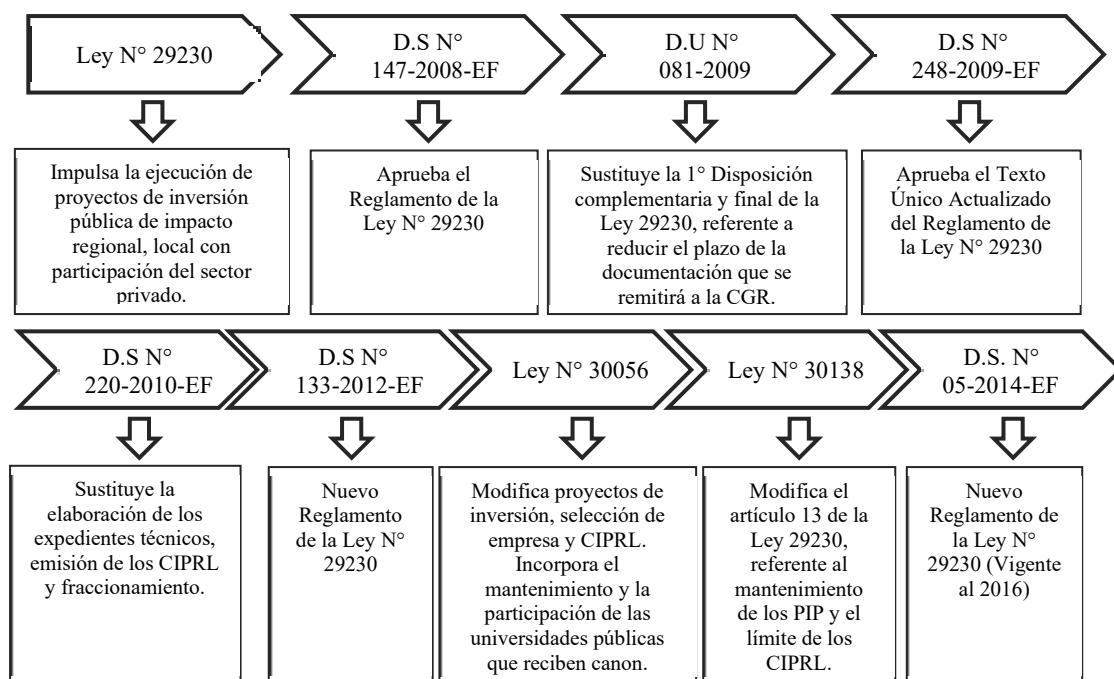 Ley N° 29230
D.S N°
147-2008-EF
D.U N°
081-2009
D.S N°
248-2009-EF
Impulsa la ejecución de
proyectos de inversión
pública de impacto
regional, local con
participación del sector
privado.
Aprueba el
Reglamento de la
Ley N° 29230
Sustituye la 1° Disposición
complementaria y final de la
Ley 29230, referente a
reducir el plazo de la
documentación que se
remitirá a la CGR.
Aprueba el Texto
Único Actualizado
del Reglamento de
la Ley N° 29230
D.S N°
220-2010-EF
D.S N°
133-2012-EF
Ley N° 30056
Ley N° 30138
D.S. N°
05-2014-EF
Sustituye la
elaboración de los
expedientes técnicos,
emisión de los CIPRL
y fraccionamiento.
Nuevo
Reglamento
de la Ley N°
29230
Modifica proyectos de
inversión, selección de
empresa y CIPRL.
Incorpora el
mantenimiento y la
participación de las
universidades públicas
que reciben canon.
Modifica el
artículo 13 de la
Ley 29230,
referente al
mantenimiento
de los PIP y el
límite de los
CIPRL.
Nuevo
Reglamento de
la Ley N°
29230 (Vigente
al 2016)